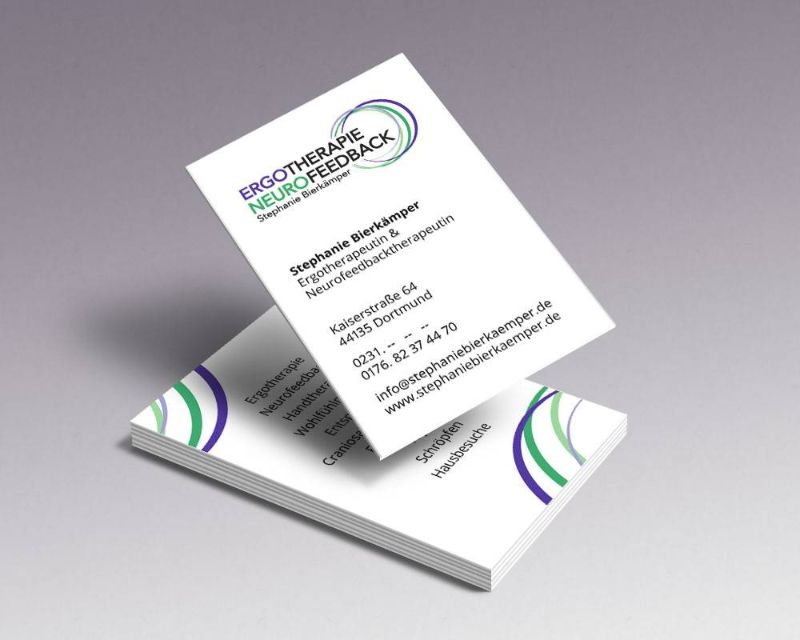 ERGOTHERAPIE
NEUROFEEDBACK
Stephanie Bierkämper
Stephanie Bierkämper
Ergotherapeutin &
Neurofeedbacktherapeutin
Kaiserstraße 64
44135 Dortmund
0231. -- -- --
0176. 82 37 44 70
info@stephaniebierkaemper.de
www.stephaniebierkaemper.de
Ergotherapie
Schröpfen
Hausbesuche